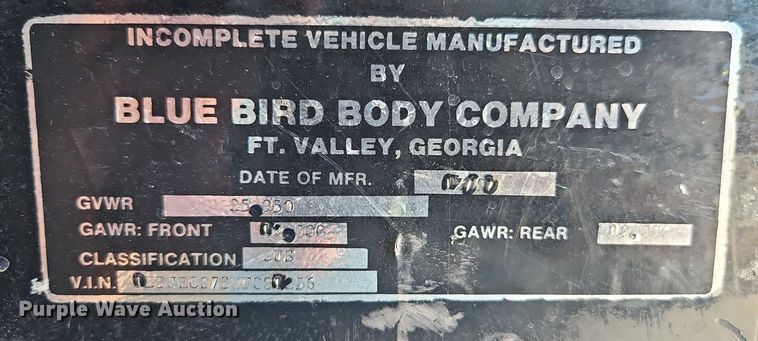 INCOMPLETE VEHICLE MANUFACTURED
BY
BLUE BIRD BODY COMPANY
FT. VALLEY, GEORGIA
DATE OF MFR.
GVWR
GAWR: FRONT GAWR: REAR
CLASSIFICATION
V.I.N.
Purple Wave Auction